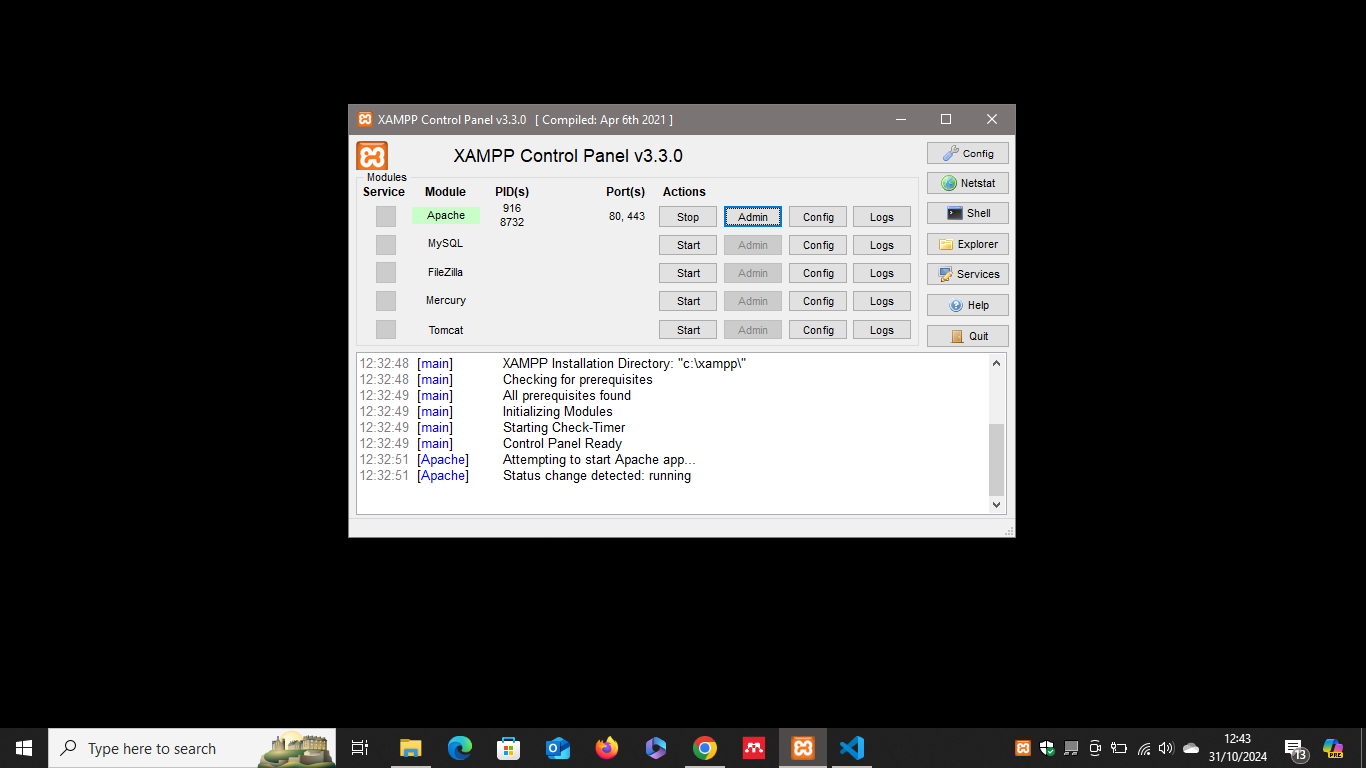 XAMPP Control Panel v3.3.0 [ Compiled: Apr 6th 2021 ]
XAMPP Control Panel v3.3.0
Config
Modules
Service Module PID(s) Port(s) Actions
Netstat
Apache 916 8732 80, 443 Stop Admin Config Logs
Shell
MySQL Start Admin Config Logs
Explorer
FileZilla Start Admin Config Logs
Services
Mercury Start Admin Config Logs
Help
Tomcat Start Admin Config Logs
Quit
12:32:48 [main] XAMPP Installation Directory: "c:\xampp\"
12:32:48 [main] Checking for prerequisites
12:32:49 [main] All prerequisites found
12:32:49 [main] Initializing Modules
12:32:49 [main] Starting Check-Timer
12:32:49 [main] Control Panel Ready
12:32:51 [Apache] Attempting to start Apache app...
12:32:51 [Apache] Status change detected: running
Type here to search
12:43
31/10/2024
13
PRE